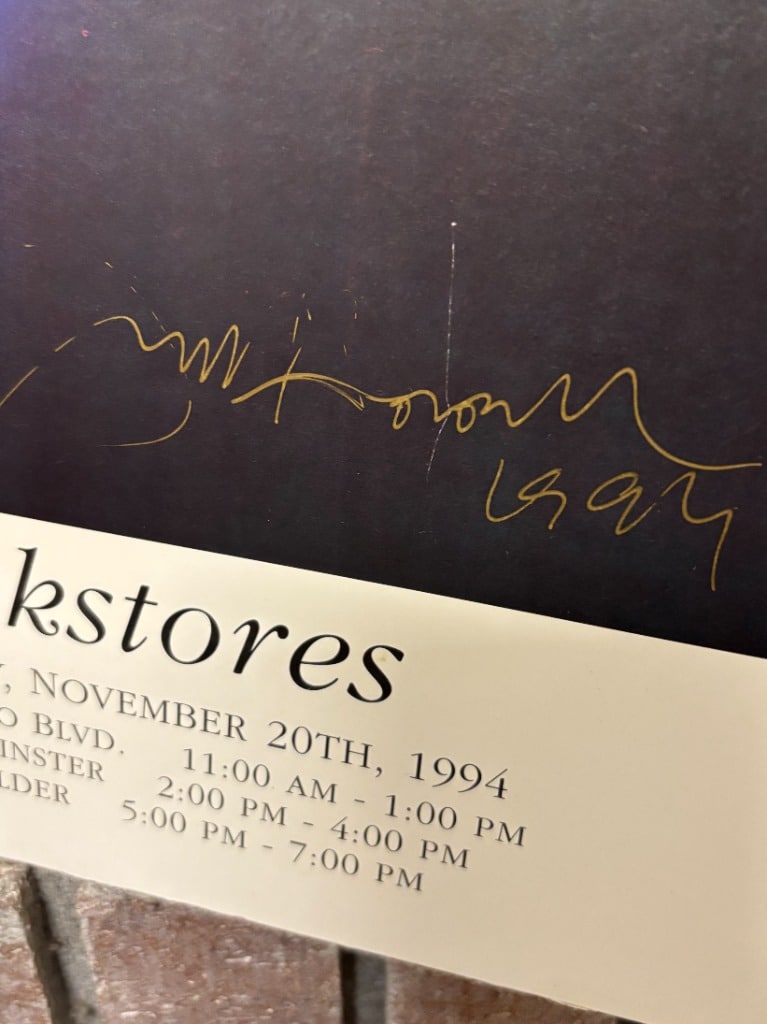 1994
kstores
, NOVEMBER 20TH, 1994
O BLVD. 11:00 AM - 1:00 PM
INSTER 2:00 PM - 4:00 PM
LDER 5:00 PM - 7:00 PM